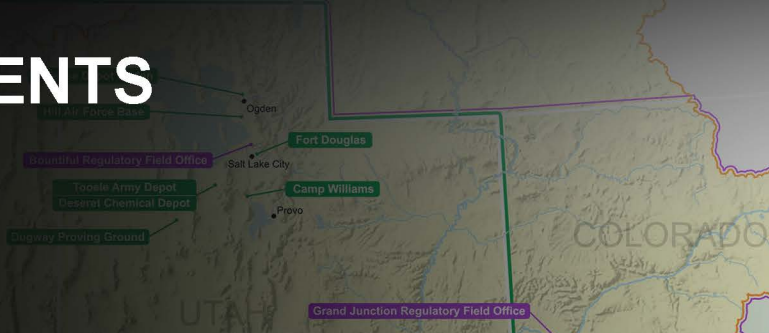 ENTS
Ogden
Hill Air Force Base
Fort Douglas
Bountiful Regulatory Field Office
Salt Lake City
Tooele Army Depot
Deseret Chemical Depot
Camp Williams
Provo
Dugway Proving Ground
COLORADO
UTAH
Grand Junction Regulatory Field Office